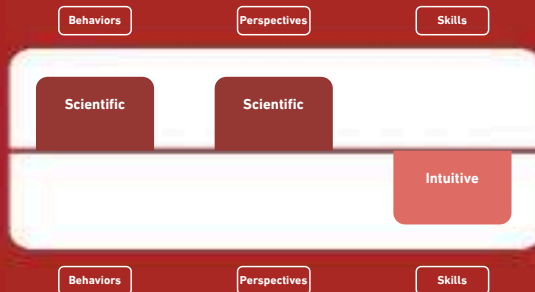 Behaviors Perspectives Skills
Scientific Scientific
Intuitive
Behaviors Perspectives Skills